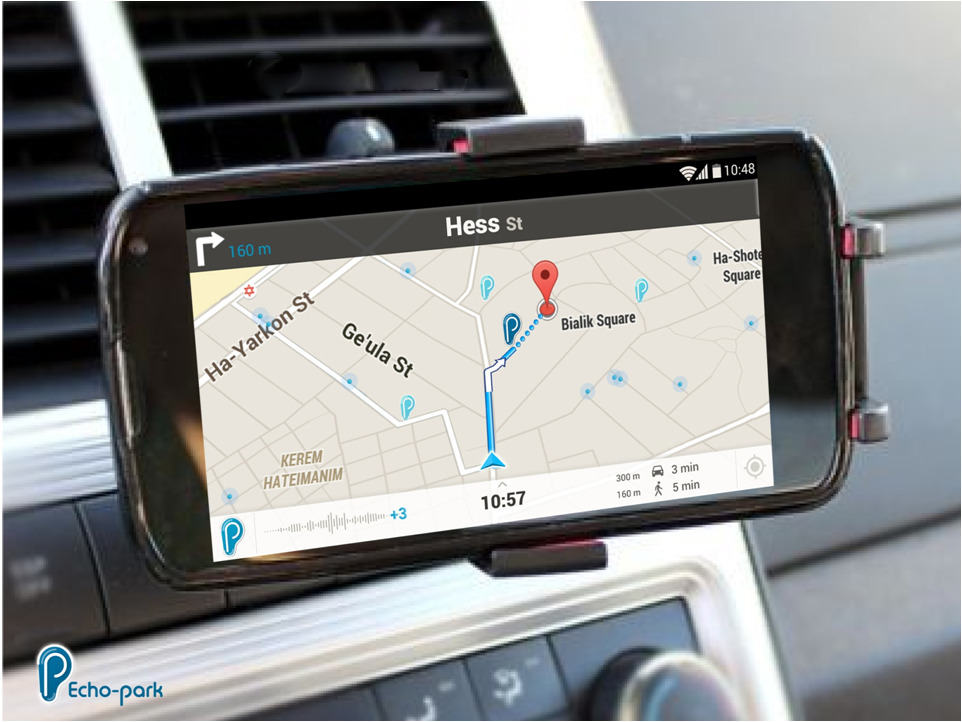 10:48
Hess St
160 m
Ha-Shote
Square
Ha-Yarkon St
Ge'ula St
Bialik Square
KEREM
HATEIMANIM
+3
10:57
300 m 3 min
160 m 5 min
Echo-park